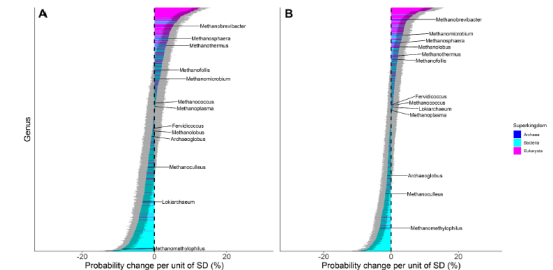 A
Methanobrevibacter
Methanosphaera
Methanothermus
Methanofollis
Methanomicrobium
Methanococcus
Methanoplasma
Fervidicoccus
Methanolobus
Archaeoglobus
Methanoculleus
Lokiarchaeum
Methanomethylophilus
Genus
-20
0
20
Probability change per unit of SD (%)
B
Methanobrevibacter
Methanomicrobium
Methanosphaera
Methanolobus
Methanothermus
Methanofollis
Fervidicoccus
Methanococcus
Lokiarchaeum
Methanoplasma
Archaeoglobus
Methanoculleus
Methanomethylophilus
-20
0
20
Probability change per unit of SD (%)
Superkingdom
Archaea
Bacteria
Eukaryota